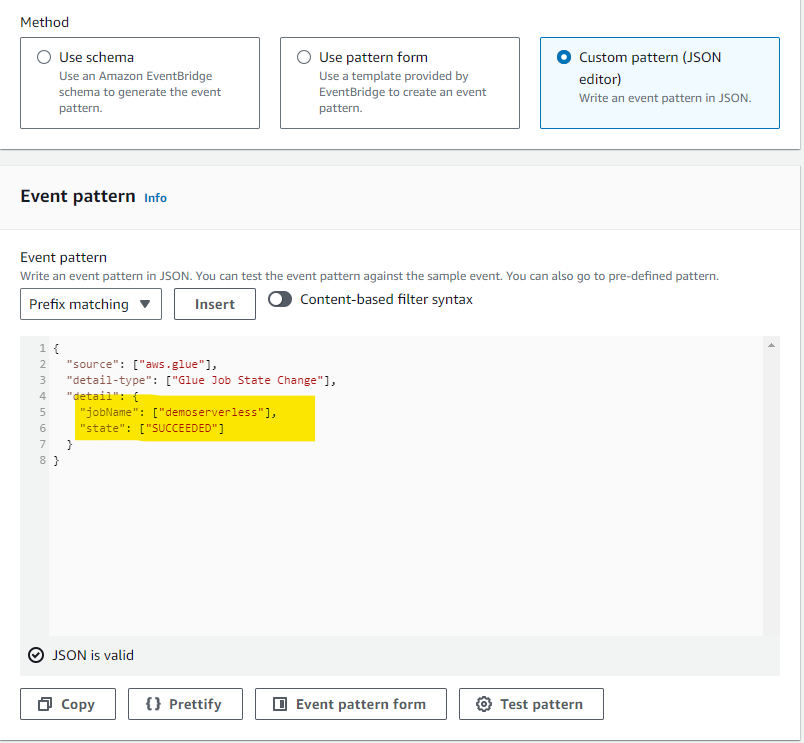 Method
Use schema
Use an Amazon EventBridge
schema to generate the event
pattern.
Use pattern form
Use a template provided by
EventBridge to create an event
pattern.
Custom pattern (JSON
editor)
Write an event pattern in JSON.
Event pattern Info
Event pattern
Write an event pattern in JSON. You can test the event pattern against the sample event. You can also go to pre-defined pattern.
Prefix matching Insert Content-based filter syntax
1 {
2 "source": ["aws.glue"],
3 "detail-type": ["Glue Job State Change"],
4 "detail": {
5 "jobName": ["demoserverless"],
6 "state": ["SUCCEEDED"]
7 }
8 }
JSON is valid
Copy {} Prettify Event pattern form Test pattern